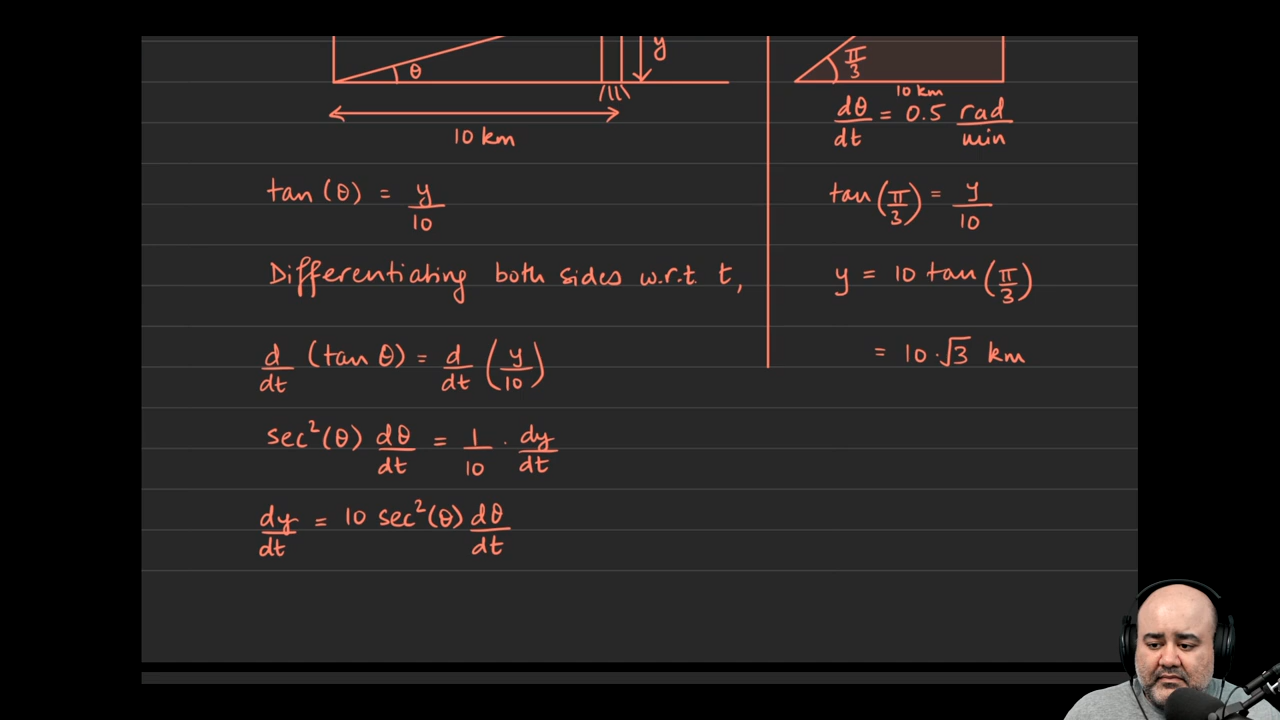 θ
y
10 km
tan (θ) = y/10
Differentiating both sides w.r.t. t,
d/dt (tan θ) = d/dt (y/10)
sec²(θ) dθ/dt = 1/10 · dy/dt
dy/dt = 10 sec²(θ) dθ/dt
π/3
10 km
dθ/dt = 0.5 rad/min
tan (π/3) = y/10
y = 10 tan (π/3)
= 10·√3 km